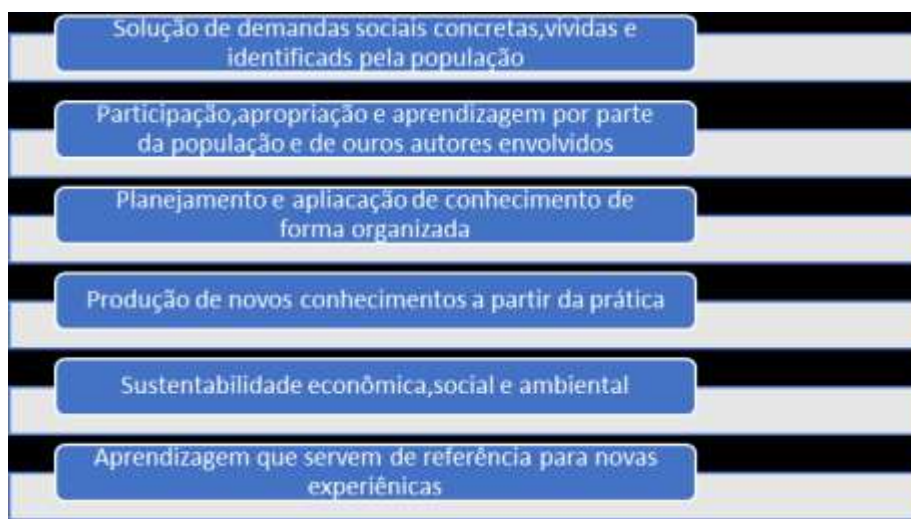 Solução de demandas sociais concretas,vividas e
identificads pela população
Participação,apropriação e aprendizagem por parte
da população e de ouros autores envolvidos
Planejamento e apliacação de conhecimento de
forma organizada
Produção de novos conhecimentos a partir da prática
Sustentabilidade econômica,social e ambiental
Aprendizagem que servem de referência para novas
experiênicas